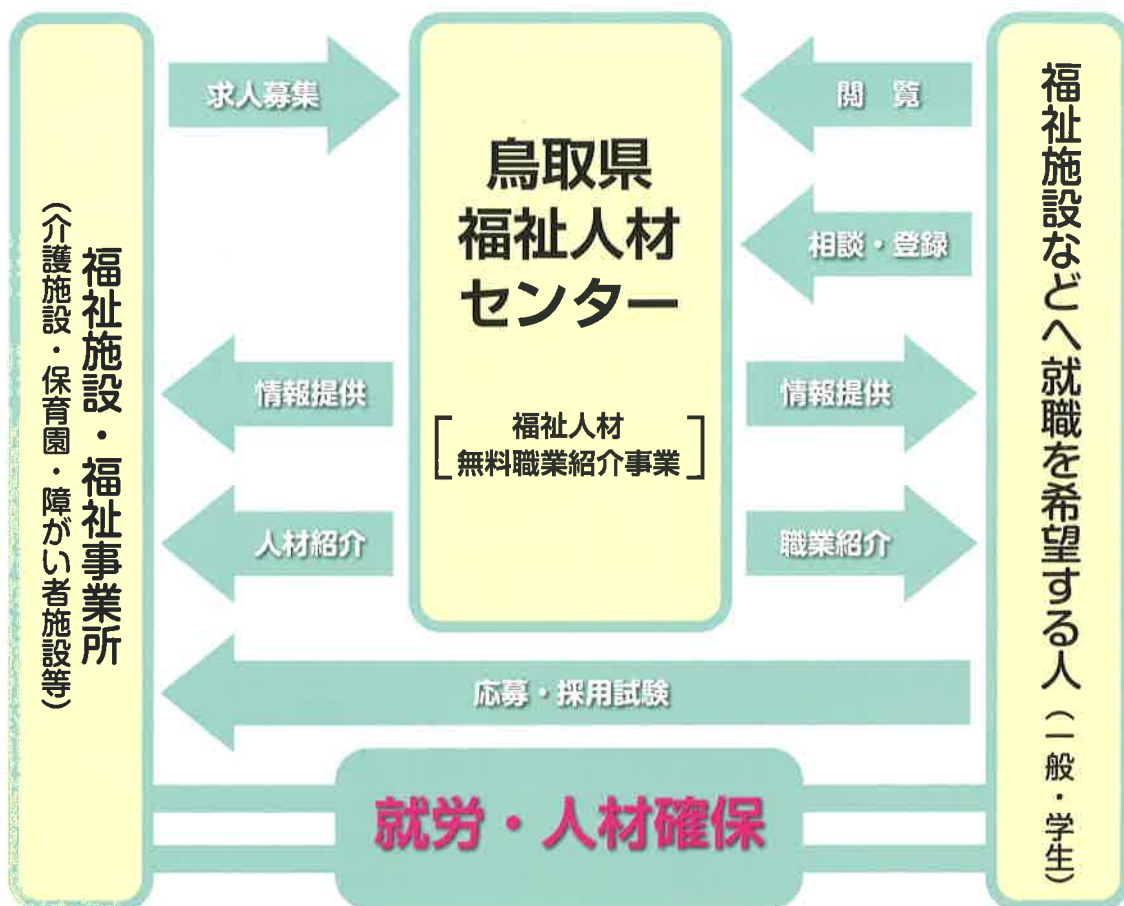 福祉施設・福祉事業所
（介護施設・保育園・障がい者施設等）
求人募集
鳥取県
福祉人材
センター
福祉人材
無料職業紹介事業
情報提供
人材紹介
閲　覧
相談・登録
情報提供
職業紹介
応募・採用試験
就労・人材確保
福祉施設などへ就職を希望する人（一般・学生）